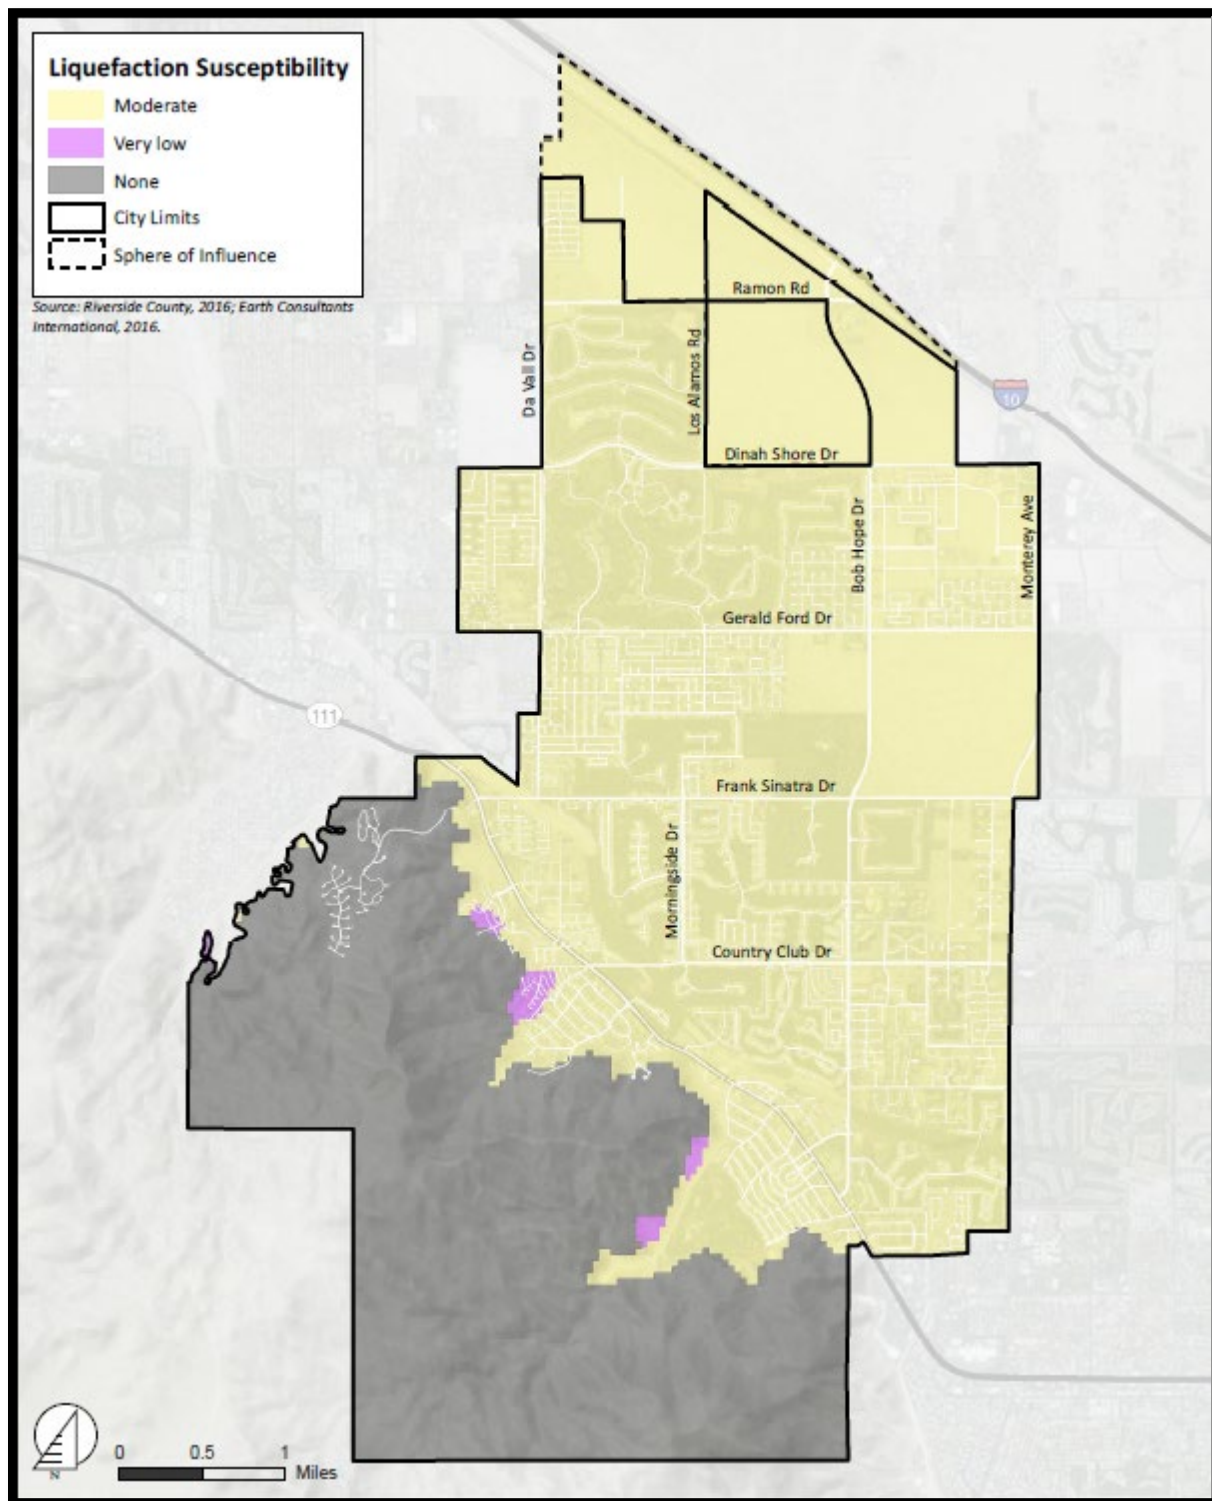 Liquefaction Susceptibility
Moderate
Very low
None
City Limits
Sphere of Influence
Source: Riverside County, 2016; Earth Consultants
International, 2016.
Ramon Rd
Da Vall Dr
Los Alamos Rd
10
Dinah Shore Dr
Bob Hope Dr
Monterey Ave
Gerald Ford Dr
111
Frank Sinatra Dr
Morningside Dr
Country Club Dr
N
0 0.5 1
Miles